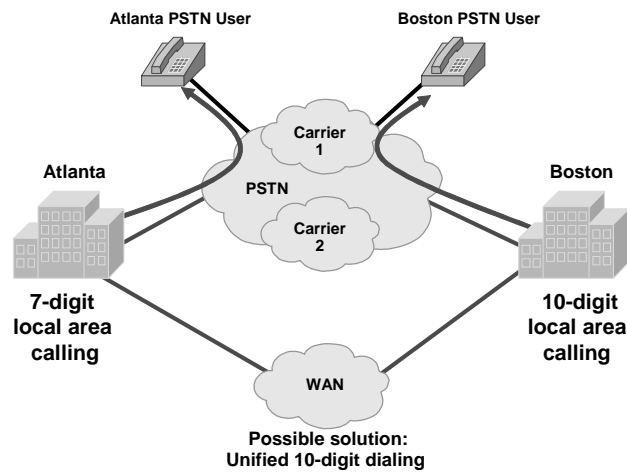 Atlanta PSTN User
Boston PSTN User
Carrier
1
Atlanta
Boston
PSTN
Carrier
2
7-digit
local area
calling
10-digit
local area
calling
WAN
Possible solution:
Unified 10-digit dialing